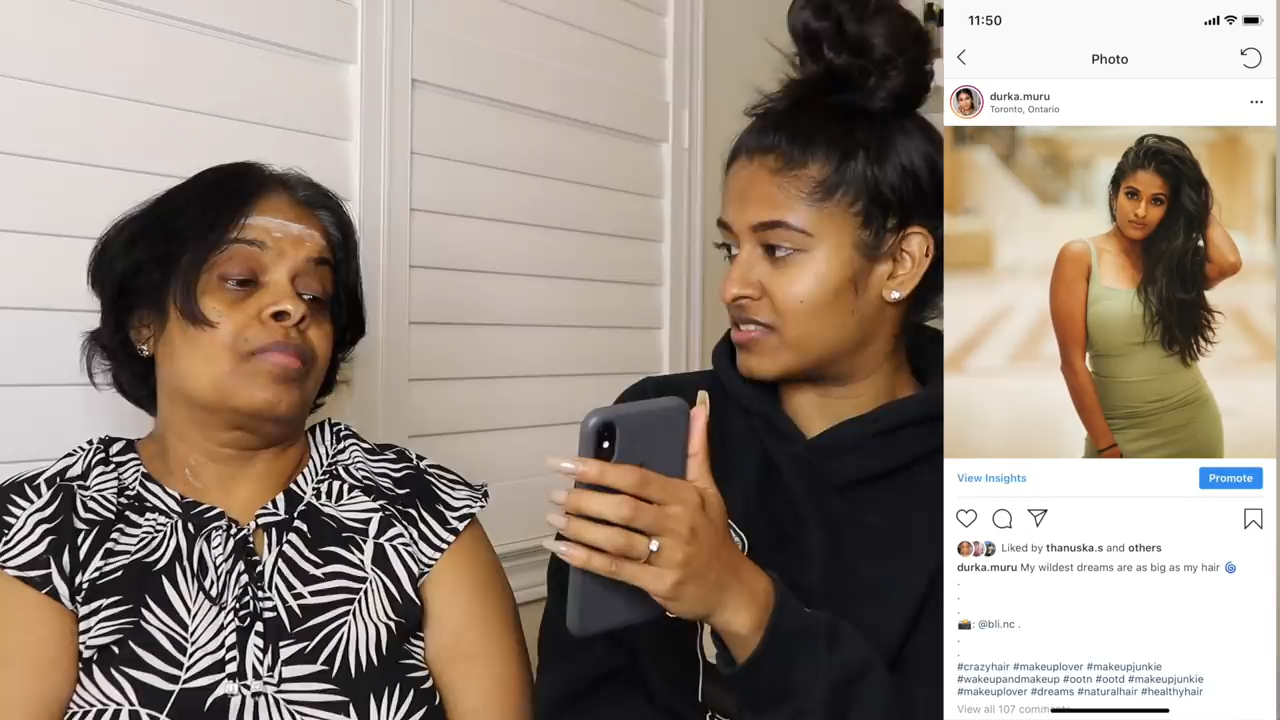 11:50
Photo
durka.muru
Toronto, Ontario
View Insights
Promote
Liked by thanuska.s and others
durka.muru My wildest dreams are as big as my hair 🌀
.
.
.
📸: @bli.nc .
.
.
#crazyhair #makeuplover #makeupjunkie
#wakeupandmakeup #ootn #ootd #makeupjunkie
#makeuplover #dreams #naturalhair #healthyhair
View all 107